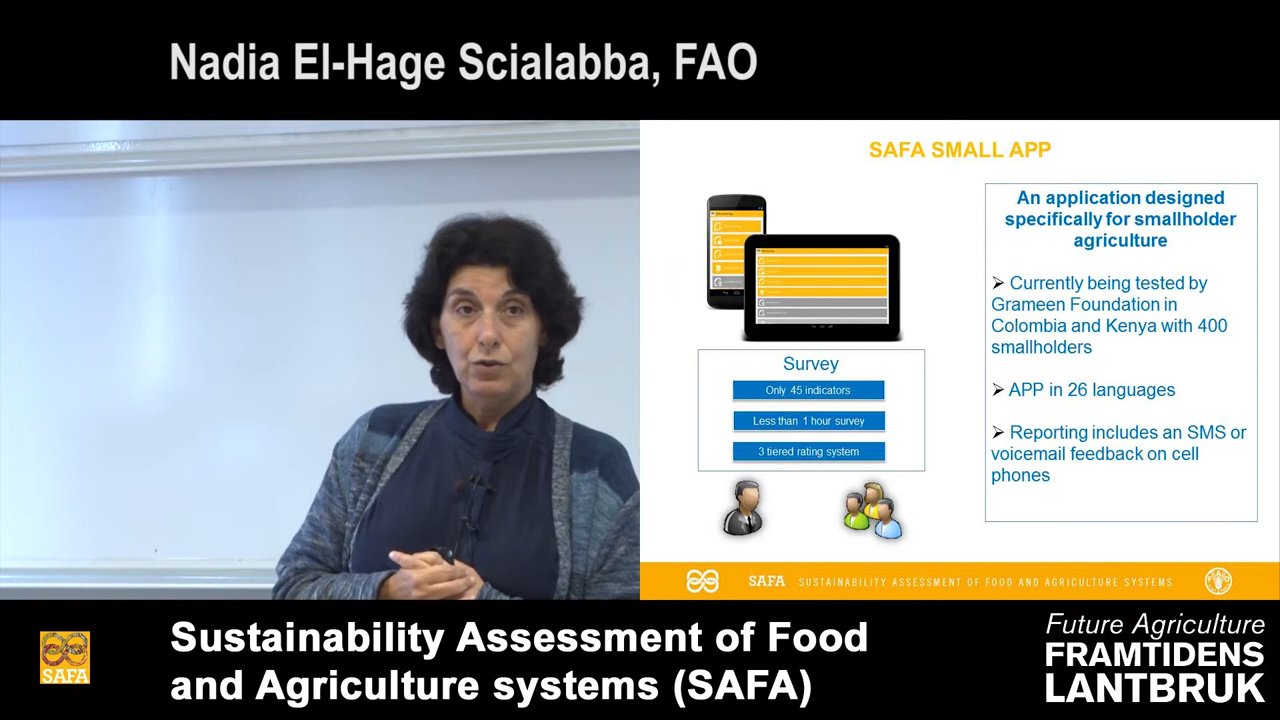 Nadia El-Hage Scialabba, FAO
SAFA SMALL APP
Survey
Only 45 indicators
Less than 1 hour survey
3 tiered rating system
An application designed
specifically for smallholder
agriculture
➢ Currently being tested by
Grameen Foundation in
Colombia and Kenya with 400
smallholders
➢ APP in 26 languages
➢ Reporting includes an SMS or
voicemail feedback on cell
phones
SAFA SUSTAINABILITY ASSESSMENT OF FOOD AND AGRICULTURE SYSTEMS
SAFA
Sustainability Assessment of Food
and Agriculture systems (SAFA)
Future Agriculture
FRAMTIDENS
LANTBRUK